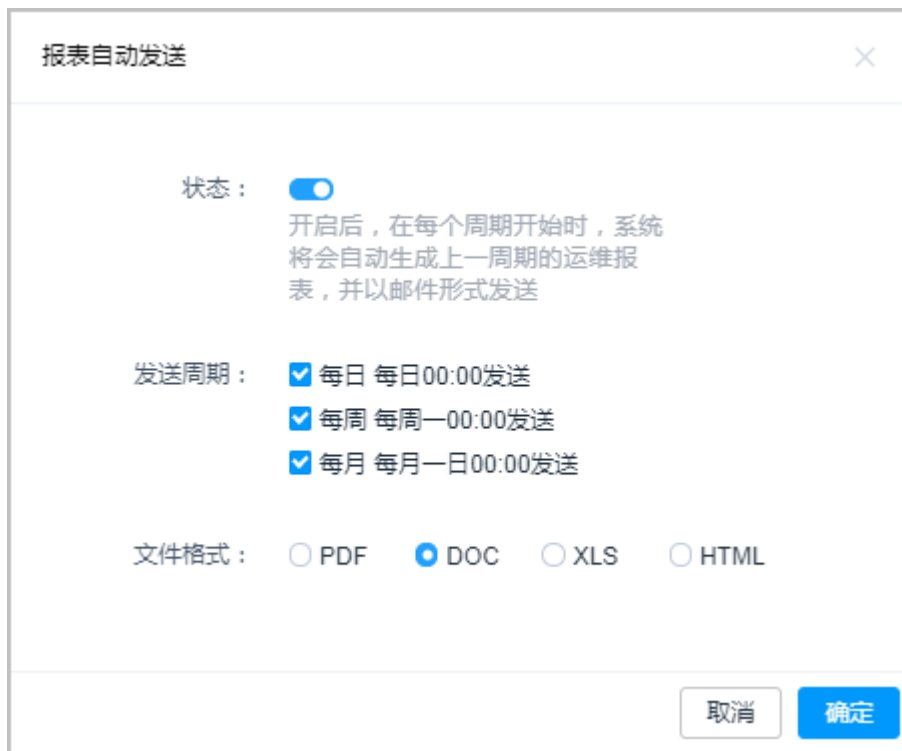 报表自动发送
状态：
开启后，在每个周期开始时，系统
将会自动生成上一周期的运维报
表，并以邮件形式发送
发送周期：
每日 每日00:00发送
每周 每周一00:00发送
每月 每月一日00:00发送
文件格式： PDF DOC XLS HTML
取消 确定